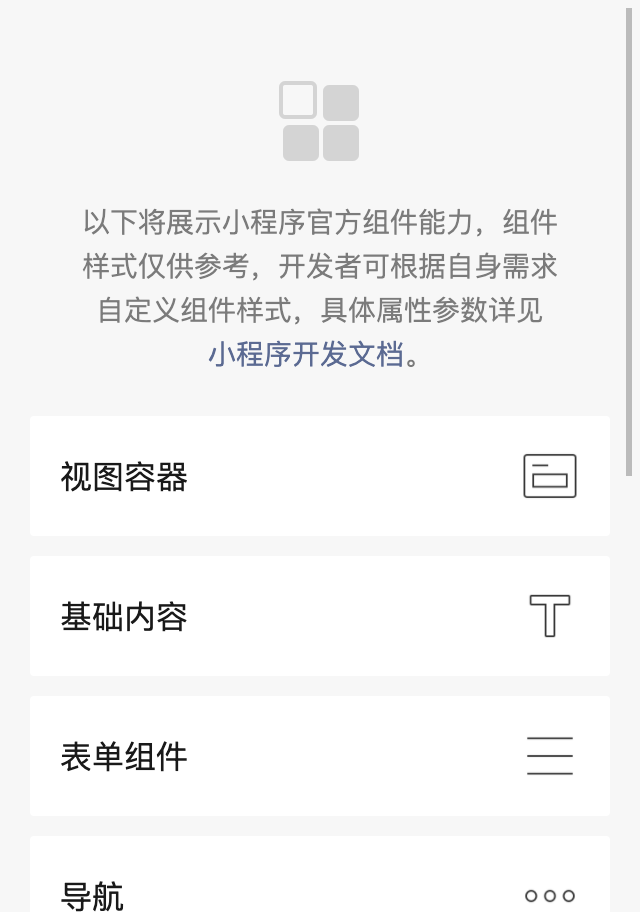 以下将展示小程序官方组件能力，组件
样式仅供参考，开发者可根据自身需求
自定义组件样式，具体属性参数详见
小程序开发文档。
视图容器
基础内容
表单组件
导航